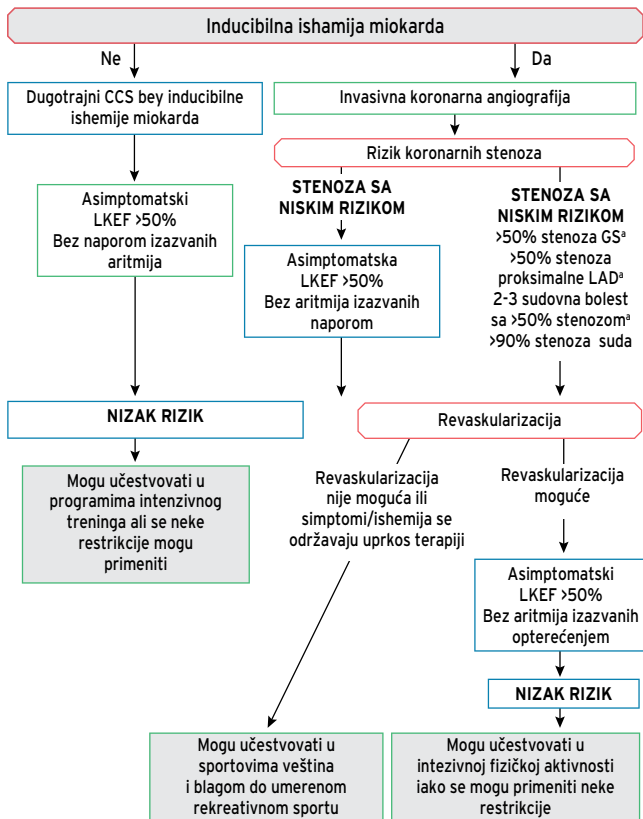 Inducibilna ishamija miokarda
Ne
Da
Dugotrajni CCS bey inducibilne
ishemije miokarda
Invasivna koronarna angiografija
Rizik koronarnih stenoza
Asimptomatski
LKEF >50%
Bez naporom izazvanih
aritmija
STENOZA SA
NISKIM RIZIKOM
Asimptomatska
LKEF >50%
Bez aritmija izazvanih
naporom
STENOZA SA
NISKIM RIZIKOM
>50% stenoza GSᵃ
>50% stenoza
proksimalne LADᵃ
2-3 sudovna bolest
sa >50% stenozomᵃ
>90% stenoza suda
NIZAK RIZIK
Revaskularizacija
Mogu učestvovati u
programima intenzivnog
treninga ali se neke
restrikcije mogu
primeniti
Revaskularizacija
nije moguća ili
simptomi/ishemija se
održavaju uprkos terapiji
Revaskularizacija
moguće
Asimptomatski
LKEF >50%
Bez aritmija izazvanih
opterećenjem
NIZAK RIZIK
Mogu učestvovati u
sportovima veština
i blagom do umerenom
rekreativnom sportu
Mogu učestvovati u
intezivnoj fizičkoj aktivnosti
iako se mogu primeniti neke
restrikcije